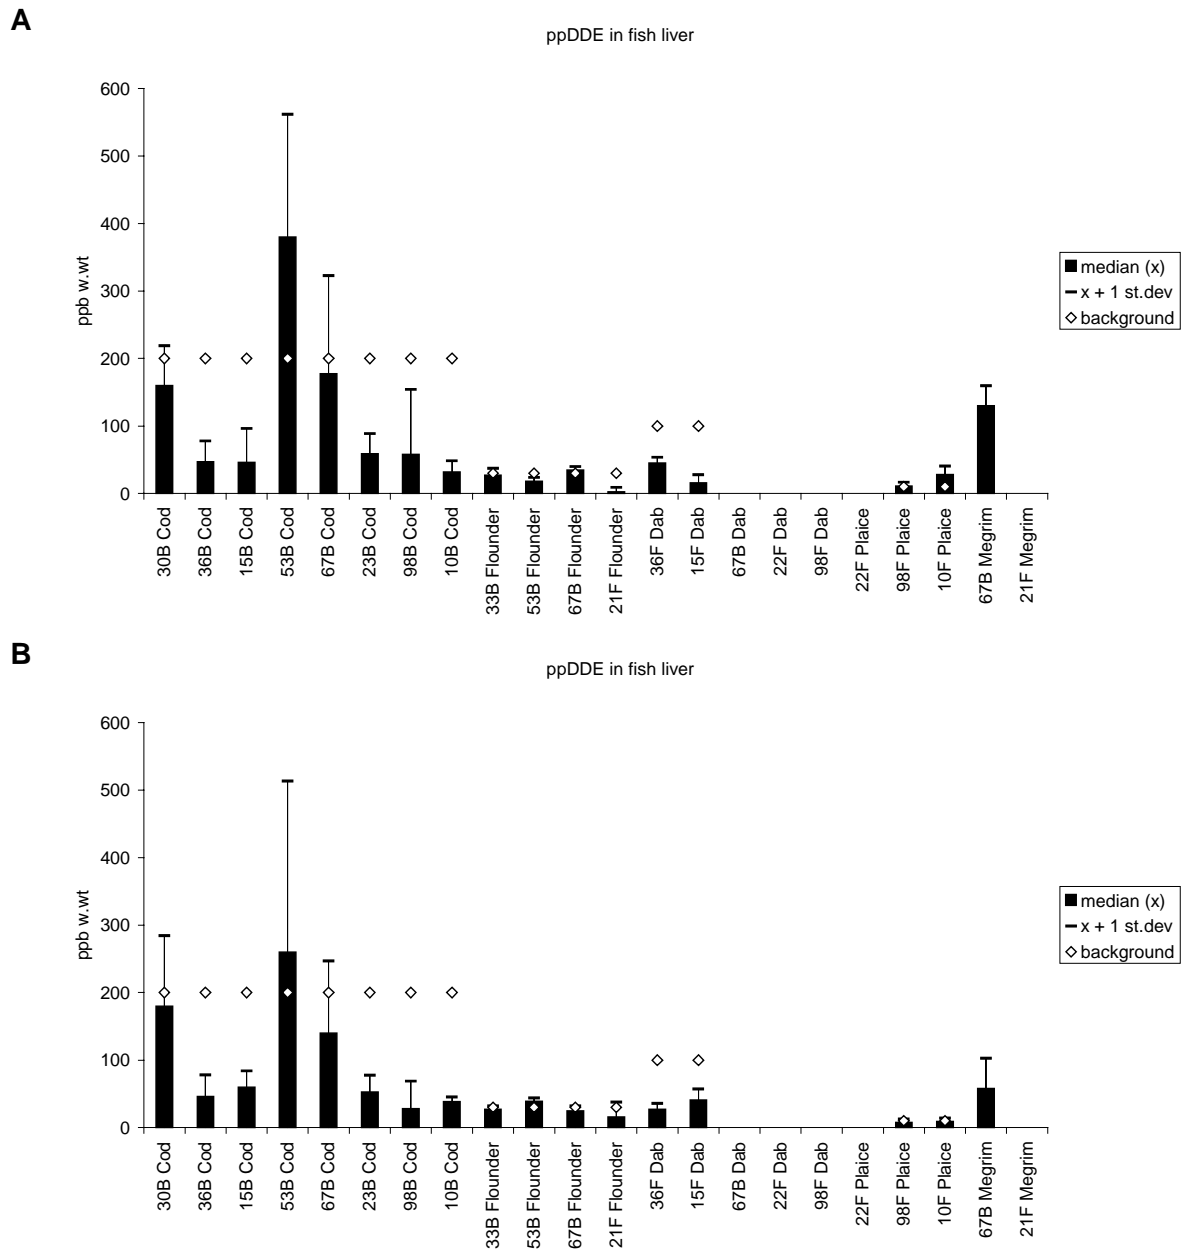 A
ppDDE in fish liver
600
500
400
300
200
100
0
ppb w.wt
30B Cod
36B Cod
15B Cod
53B Cod
67B Cod
23B Cod
98B Cod
10B Cod
33B Flounder
53B Flounder
67B Flounder
21F Flounder
36F Dab
15F Dab
67B Dab
22F Dab
98F Dab
22F Plaice
98F Plaice
10F Plaice
67B Megrim
21F Megrim
median (x)
x + 1 st.dev
background
B
ppDDE in fish liver
600
500
400
300
200
100
0
ppb w.wt
30B Cod
36B Cod
15B Cod
53B Cod
67B Cod
23B Cod
98B Cod
10B Cod
33B Flounder
53B Flounder
67B Flounder
21F Flounder
36F Dab
15F Dab
67B Dab
22F Dab
98F Dab
22F Plaice
98F Plaice
10F Plaice
67B Megrim
21F Megrim
median (x)
x + 1 st.dev
background